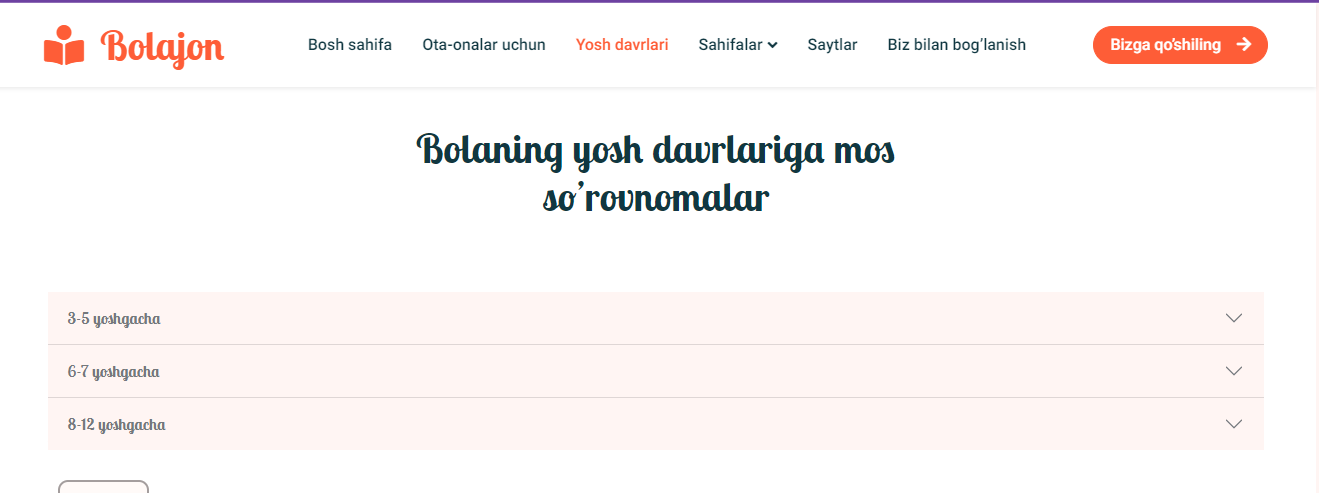 Bolajon
Bosh sahifa
Ota-onalar uchun
Yosh davrlari
Sahifalar
Saytlar
Biz bilan bog’lanish
Bizga qo’shiling
Bolaning yosh davrlariga mos
so’rovnomalar
3-5 yoshgacha
6-7 yoshgacha
8-12 yoshgacha